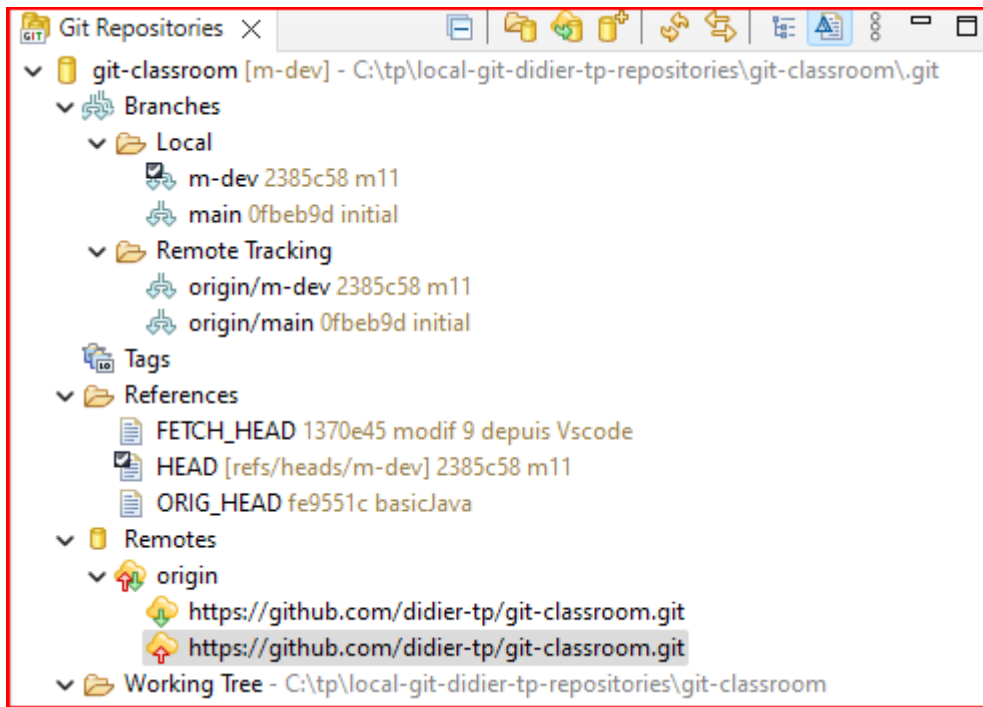 GIT Git Repositories
git-classroom [m-dev] - C:\tp\local-git-didier-tp-repositories\git-classroom\.git
Branches
Local
m-dev 2385c58 m11
main 0fbeb9d initial
Remote Tracking
origin/m-dev 2385c58 m11
origin/main 0fbeb9d initial
Tags
References
FETCH_HEAD 1370e45 modif 9 depuis Vscode
HEAD [refs/heads/m-dev] 2385c58 m11
ORIG_HEAD fe9551c basicJava
Remotes
origin
https://github.com/didier-tp/git-classroom.git
https://github.com/didier-tp/git-classroom.git
Working Tree - C:\tp\local-git-didier-tp-repositories\git-classroom